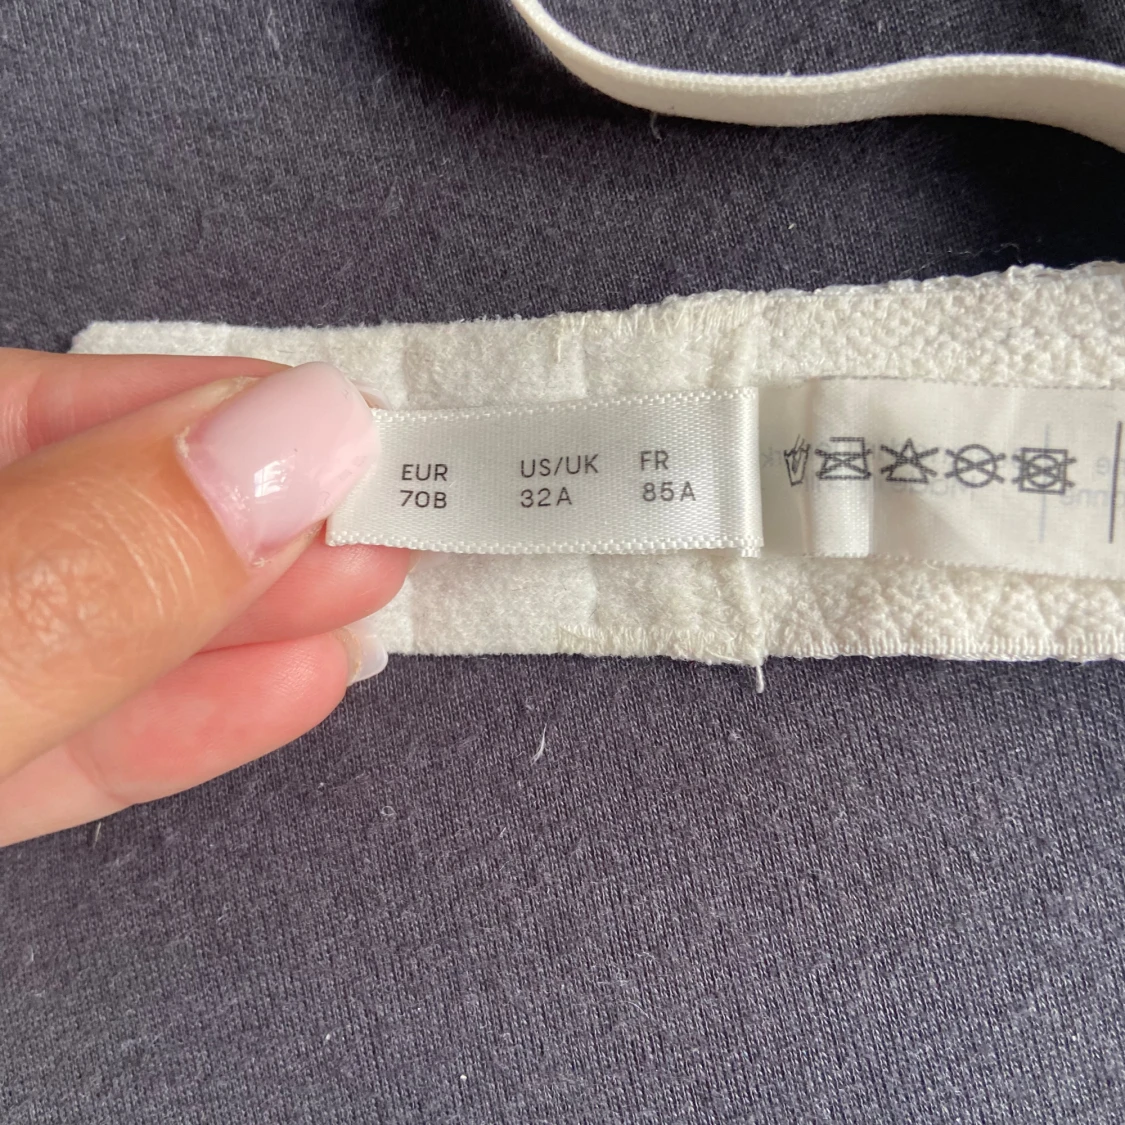 EUR US/UK FR
70B 32A 85A